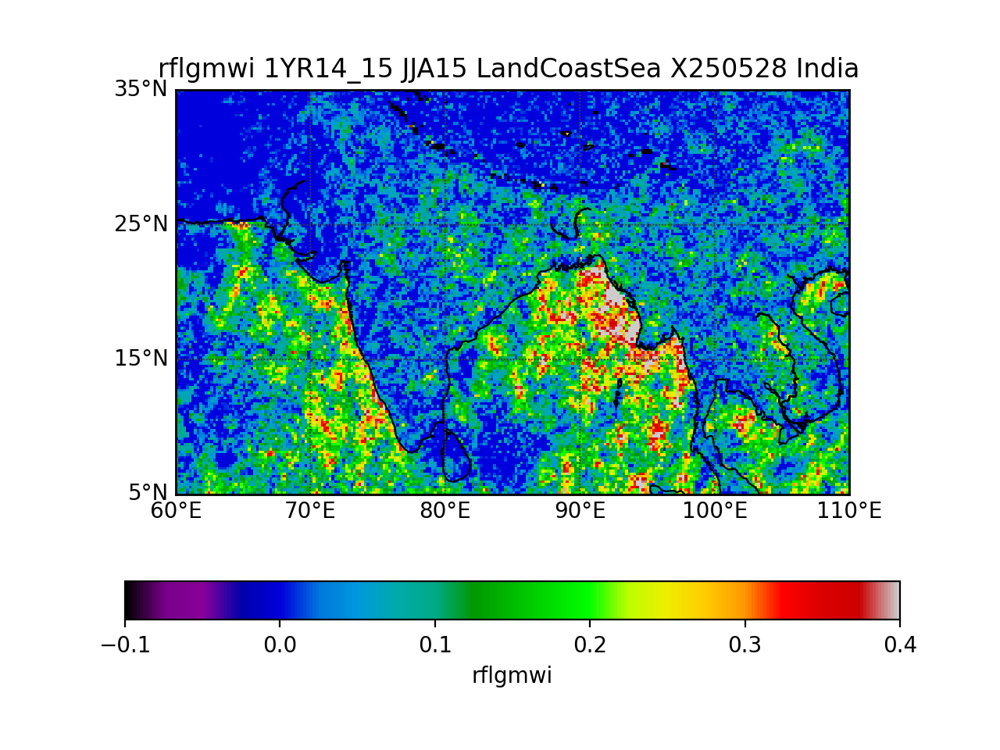 rflgmwi 1YR14_15 JJA15 LandCoastSea X250528 India
35°N
25°N
15°N
5°N
60°E 70°E 80°E 90°E 100°E 110°E
−0.1 0.0 0.1 0.2 0.3 0.4
rflgmwi